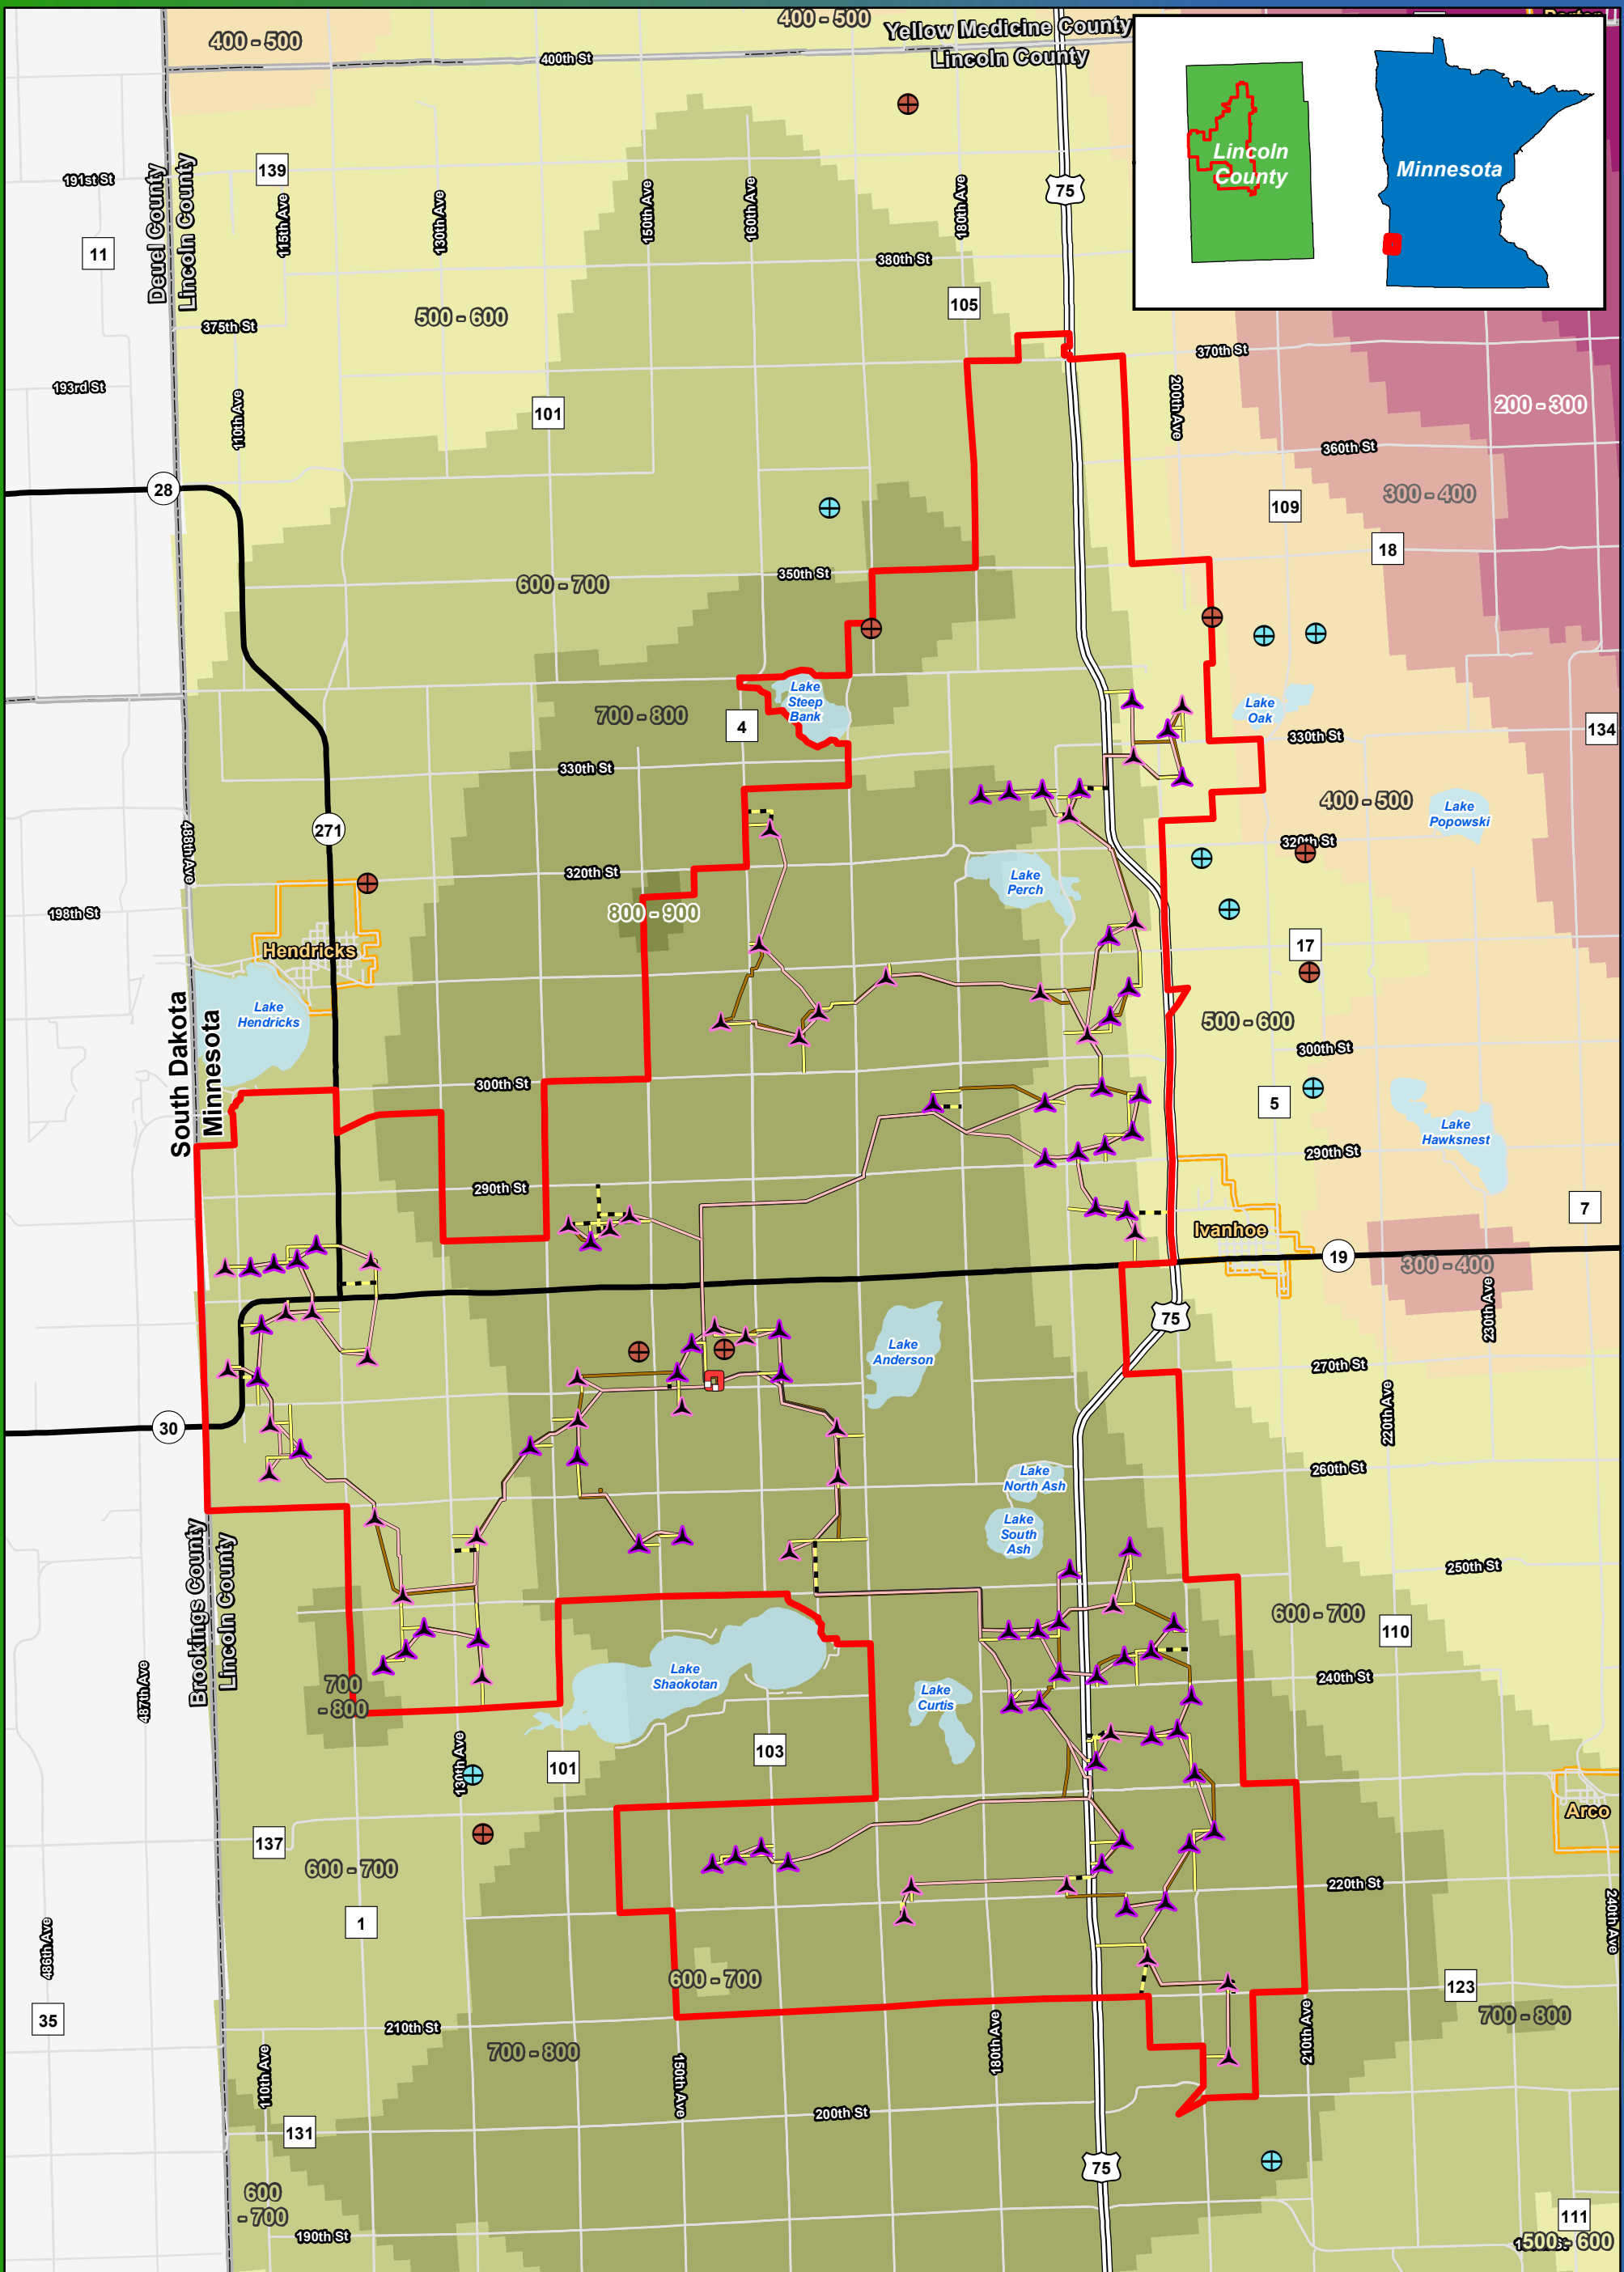 400 - 500
400 - 500
Yellow Medicine County
Lincoln County
400th St
Lincoln
County
Minnesota
191st St
139
11
Deuel County
Lincoln County
115th Ave
130th Ave
150th Ave
160th Ave
180th Ave
75
380th St
105
375th St
500 - 600
370th St
193rd St
110th Ave
101
200th Ave
200 - 300
360th St
28
300 - 400
109
18
350th St
600 - 700
700 - 800
4
Lake
Steep
Bank
Lake
Oak
330th St
134
330th St
400 - 500
Lake
Popowski
271
488th Ave
320th St
320th St
Lake
Perch
198th St
800 - 900
Hendricks
17
Lake
Hendricks
South Dakota
Minnesota
500 - 600
300th St
300th St
5
Lake
Hawksnest
290th St
290th St
7
Ivanhoe
19
300 - 400
230th Ave
75
Lake
Anderson
270th St
220th Ave
30
260th St
Lake
North Ash
Lake
South
Ash
250th St
Brookings County
Lincoln County
600 - 700
110
487th Ave
Lake
Shaokotan
240th St
700
- 800
Lake
Curtis
130th Ave
101
103
Arco
137
600 - 700
220th St
1
486th Ave
240th Ave
600 - 700
123
35
210th St
700 - 800
700 - 800
110th Ave
150th Ave
180th Ave
210th Ave
131
200th St
75
600
- 700
190th St
111
500 - 600